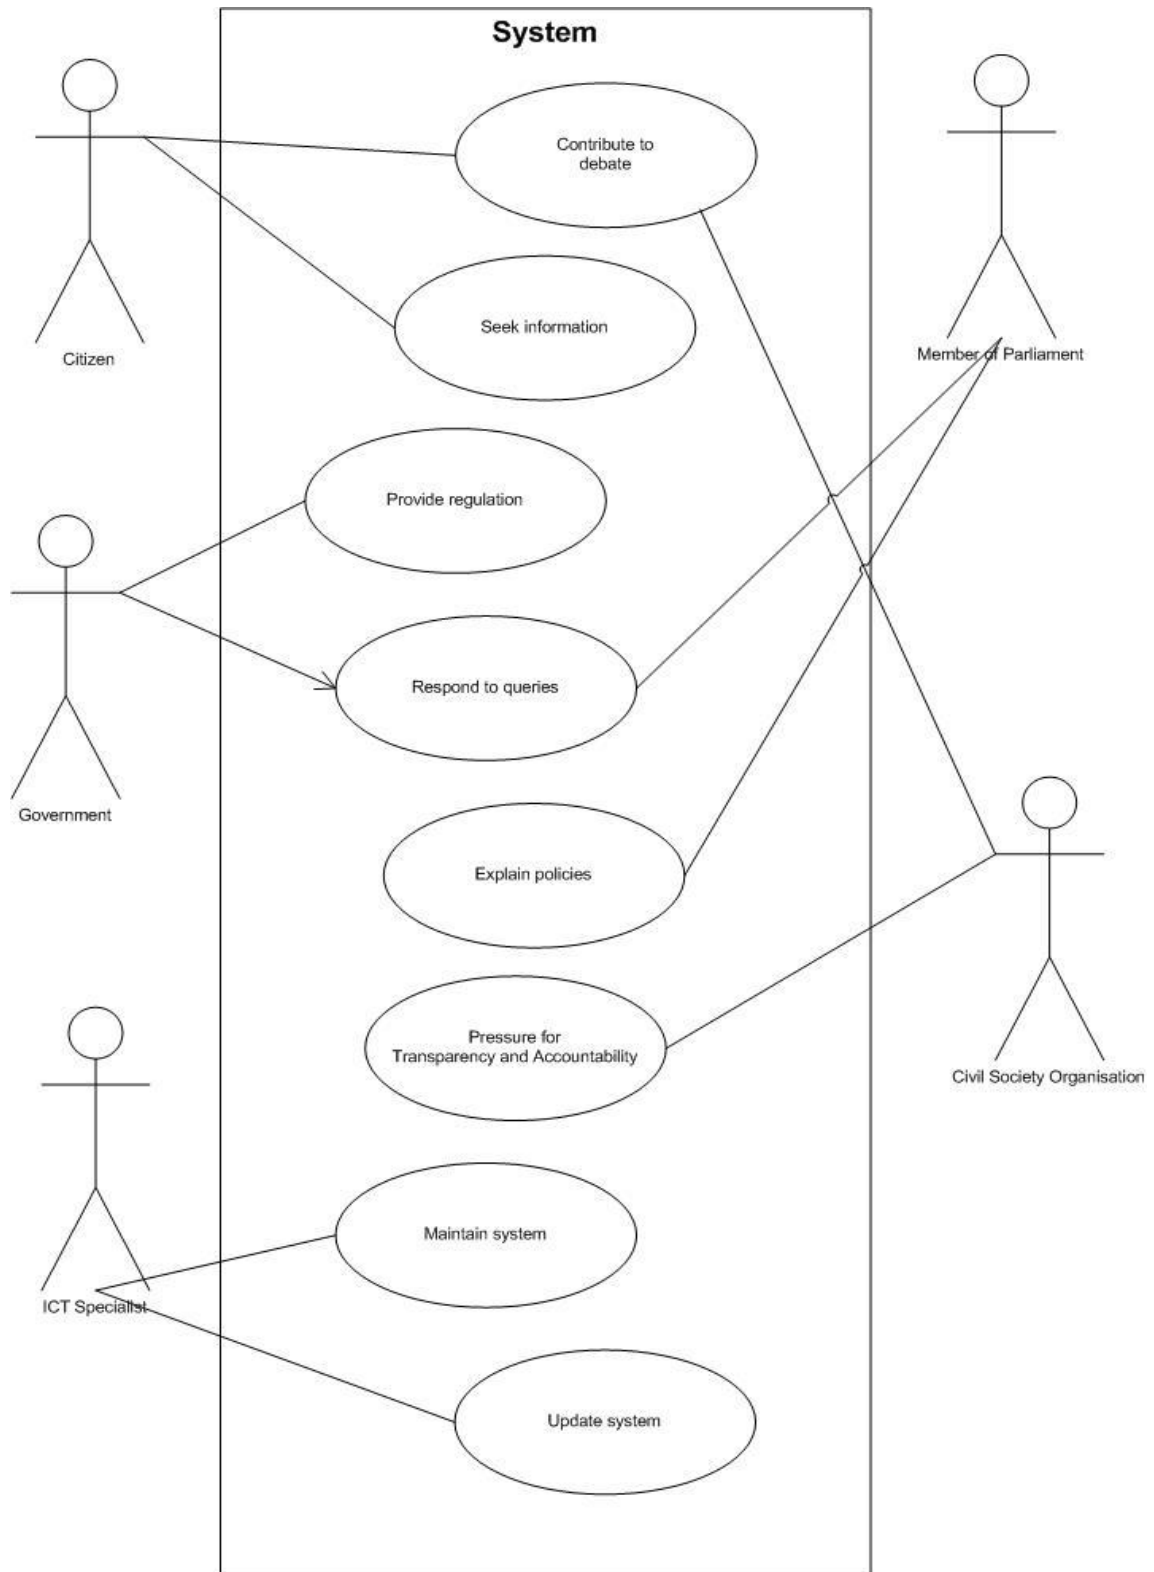 System
Contribute to
debate
Seek information
Citizen
Member of Parliament
Provide regulation
Respond to queries
Government
Explain policies
Pressure for
Transparency and Accountability
Civil Society Organisation
Maintain system
ICT Specialist
Update system